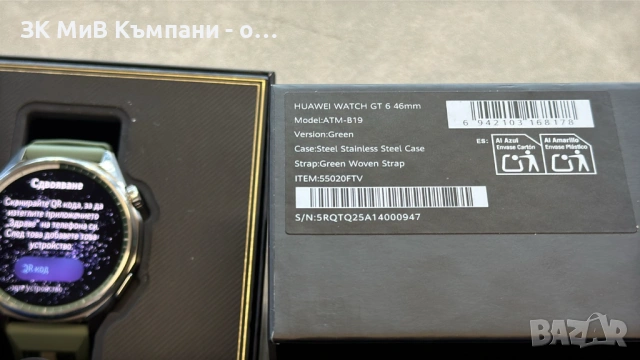 ЗК МиВ Къмпани - о...
HUAWEI WATCH GT 6 46mm
Model:ATM-B19
Version:Green
Case:Steel Stainless Steel Case
Strap:Green Woven Strap
ITEM:55020FTV
S/N:5RQTQ25A14000947
6 942103 168178
ES:
Al Azul
Envase Cartón
Al Amarillo
Envase Plástico
Сдвояване
Сканирайте QR кода, за да
изтеглите приложението
"Здраве" на телефона си.
След това добавете това
устройство:
QR код
устройство
BAZAR
bg